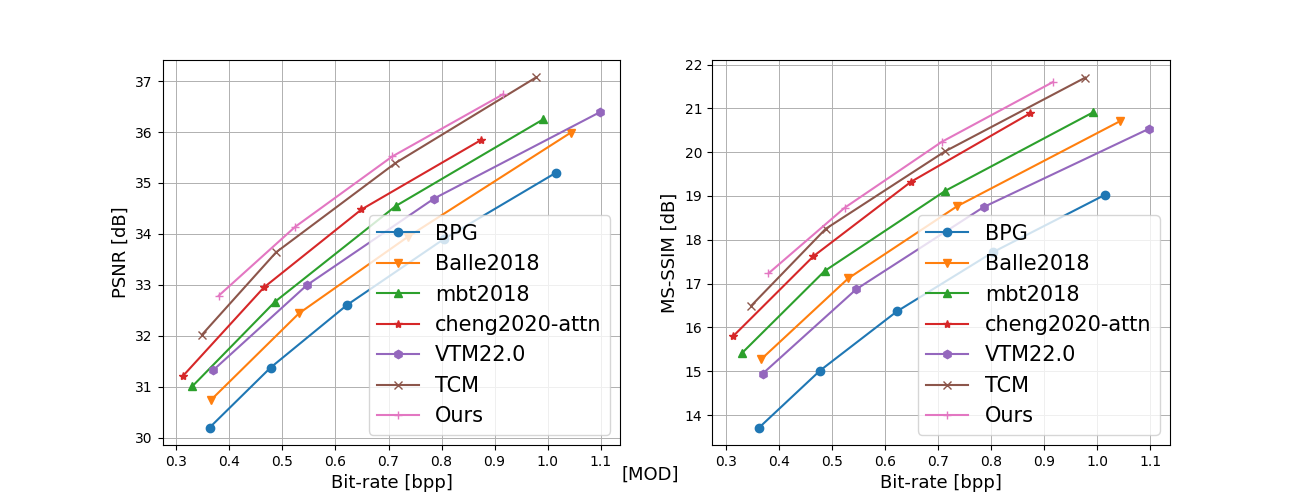 37
36
35
34
33
32
31
30
PSNR [dB]
0.3 0.4 0.5 0.6 0.7 0.8 0.9 1.0 1.1
Bit-rate [bpp]
BPG
Balle2018
mbt2018
cheng2020-attn
VTM22.0
TCM
Ours
[MOD]
22
21
20
19
18
17
16
15
14
MS-SSIM [dB]
0.3 0.4 0.5 0.6 0.7 0.8 0.9 1.0 1.1
Bit-rate [bpp]
BPG
Balle2018
mbt2018
cheng2020-attn
VTM22.0
TCM
Ours